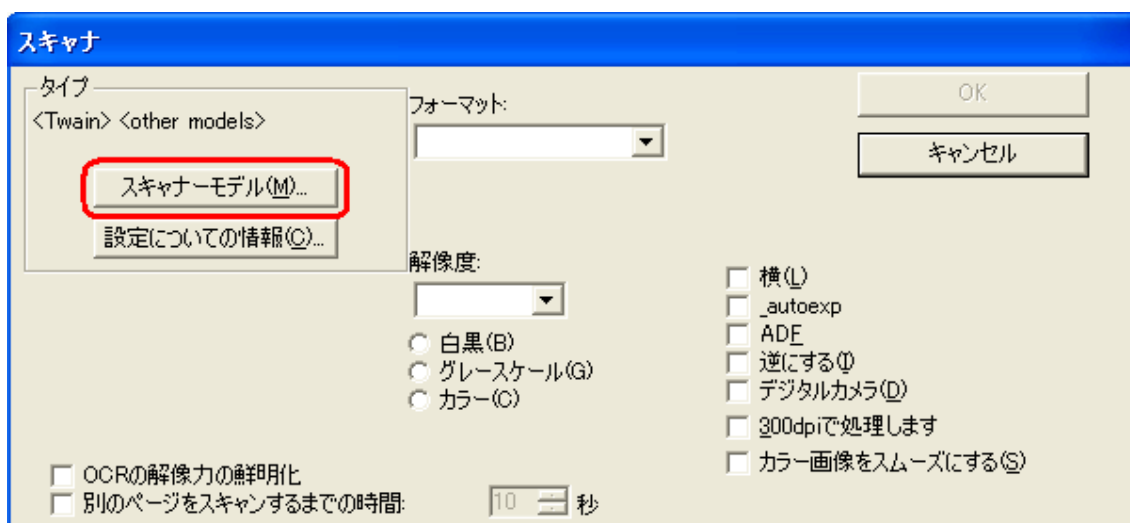 スキャナ
タイプ
<Twain> <other models>
スキャナーモデル(M)...
設定についての情報(C)...
フォーマット:
OK
キャンセル
解像度:
白黒(B)
グレースケール(G)
カラー(C)
横(L)
_autoexp
ADF
逆にする(I)
デジタルカメラ(D)
300dpiで処理します
カラー画像をスムーズにする(S)
OCRの解像力の鮮明化
別のページをスキャンするまでの時間: 10 秒